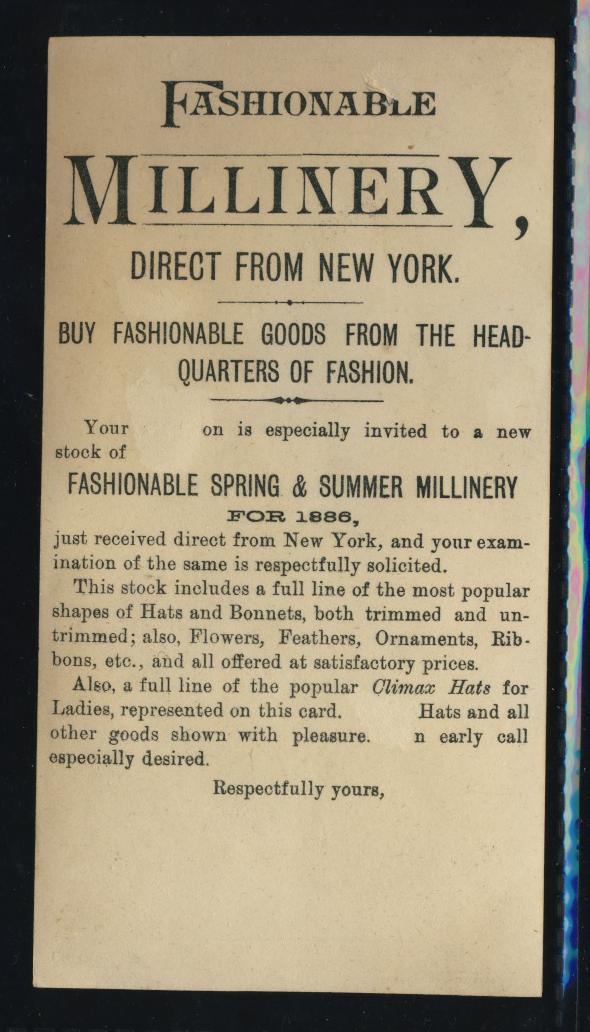 FASHIONABLE
MILLINERY,
DIRECT FROM NEW YORK.
BUY FASHIONABLE GOODS FROM THE HEAD-
QUARTERS OF FASHION.
Your on is especially invited to a new
stock of
FASHIONABLE SPRING & SUMMER MILLINERY
FOR 1886,
just received direct from New York, and your exam-
ination of the same is respectfully solicited.
This stock includes a full line of the most popular
shapes of Hats and Bonnets, both trimmed and un-
trimmed; also, Flowers, Feathers, Ornaments, Rib-
bons, etc., and all offered at satisfactory prices.
Also, a full line of the popular Climax Hats for
Ladies, represented on this card. Hats and all
other goods shown with pleasure. n early call
especially desired.
Respectfully yours,